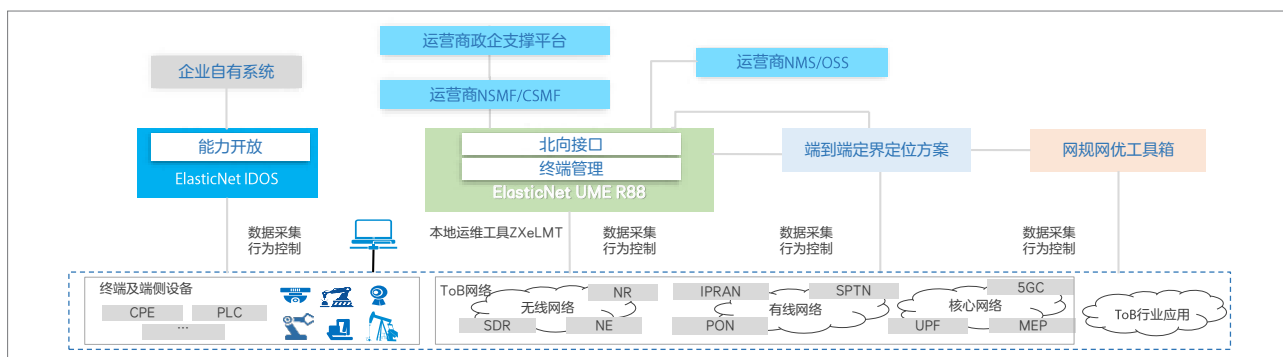 运营商政企支撑平台
企业自有系统
运营商NMS/OSS
运营商NSMF/CSMF
能力开放
ElasticNet IDOS
北向接口
终端管理
ElasticNet UME R88
端到端定界定位方案
网规网优工具箱
数据采集
行为控制
本地运维工具ZXeLMT
数据采集
行为控制
数据采集
行为控制
数据采集
行为控制
终端及端侧设备
CPE
PLC
...
ToB网络
无线网络
NR
SDR
NE
IPRAN
SPTN
有线网络
PON
5GC
核心网络
UPF
MEP
ToB行业应用